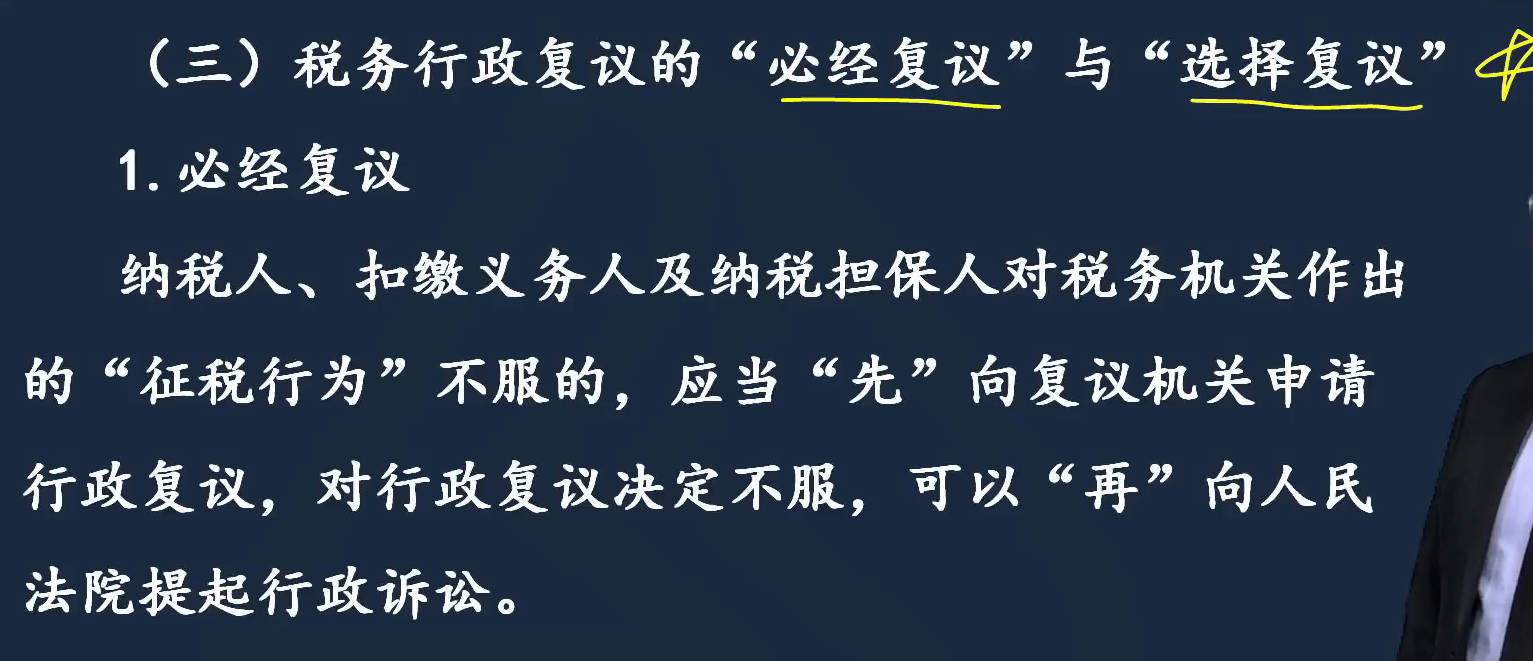 （三）税务行政复议的“必经复议”与“选择复议”
1.必经复议
纳税人、扣缴义务人及纳税担保人对税务机关作出
的“征税行为”不服的，应当“先”向复议机关申请
行政复议，对行政复议决定不服，可以“再”向人民
法院提起行政诉讼。